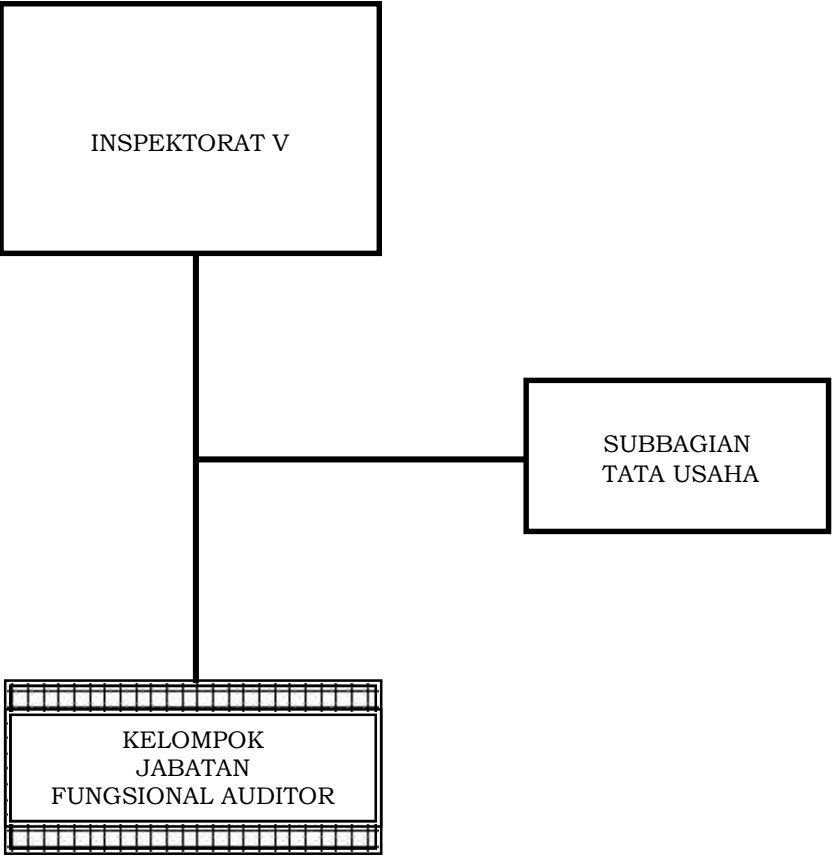 INSPEKTORAT V
SUBBAGIAN
TATA USAHA
KELOMPOK
JABATAN
FUNGSIONAL AUDITOR